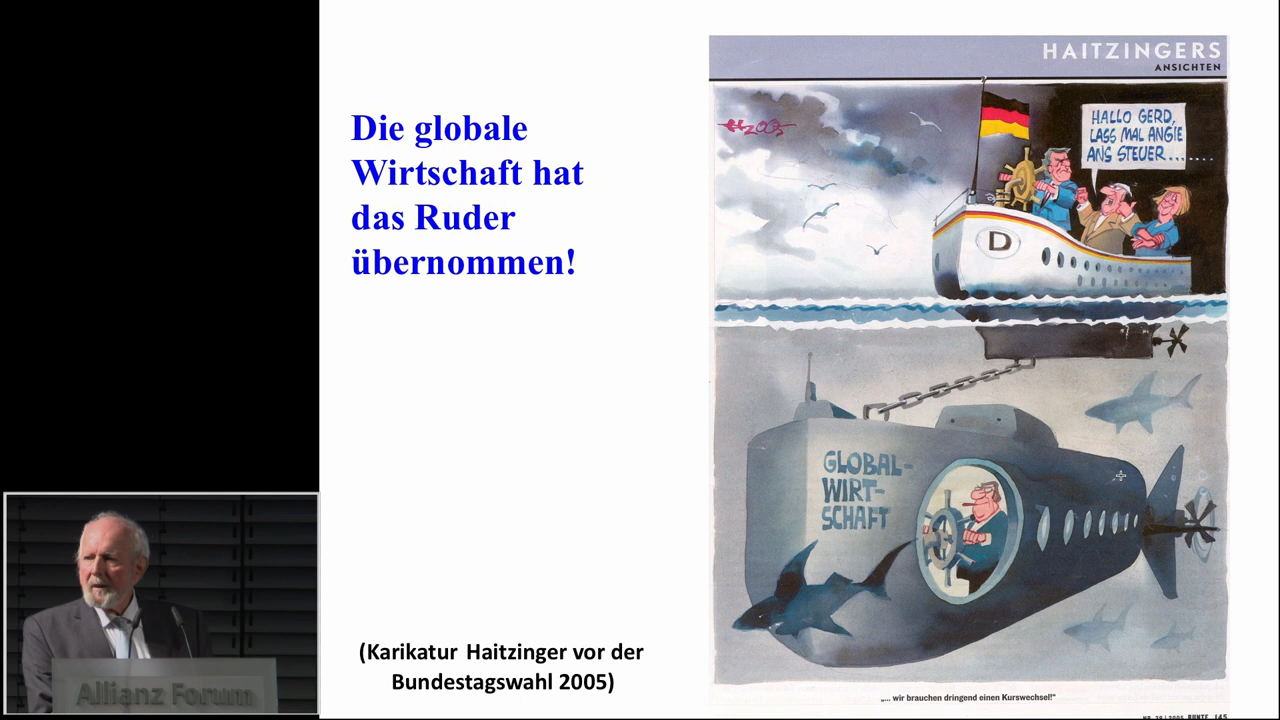 Die globale
Wirtschaft hat
das Ruder
übernommen!
(Karikatur Haitzinger vor der
Bundestagswahl 2005)
HAITZINGERS
ANSICHTEN
HALLO GERD,
LASS MAL ANGIE
ANS STEUER.......
D
GLOBAL-
WIRT-
SCHAFT
„... wir brauchen dringend einen Kurswechsel!“
Allianz Forum